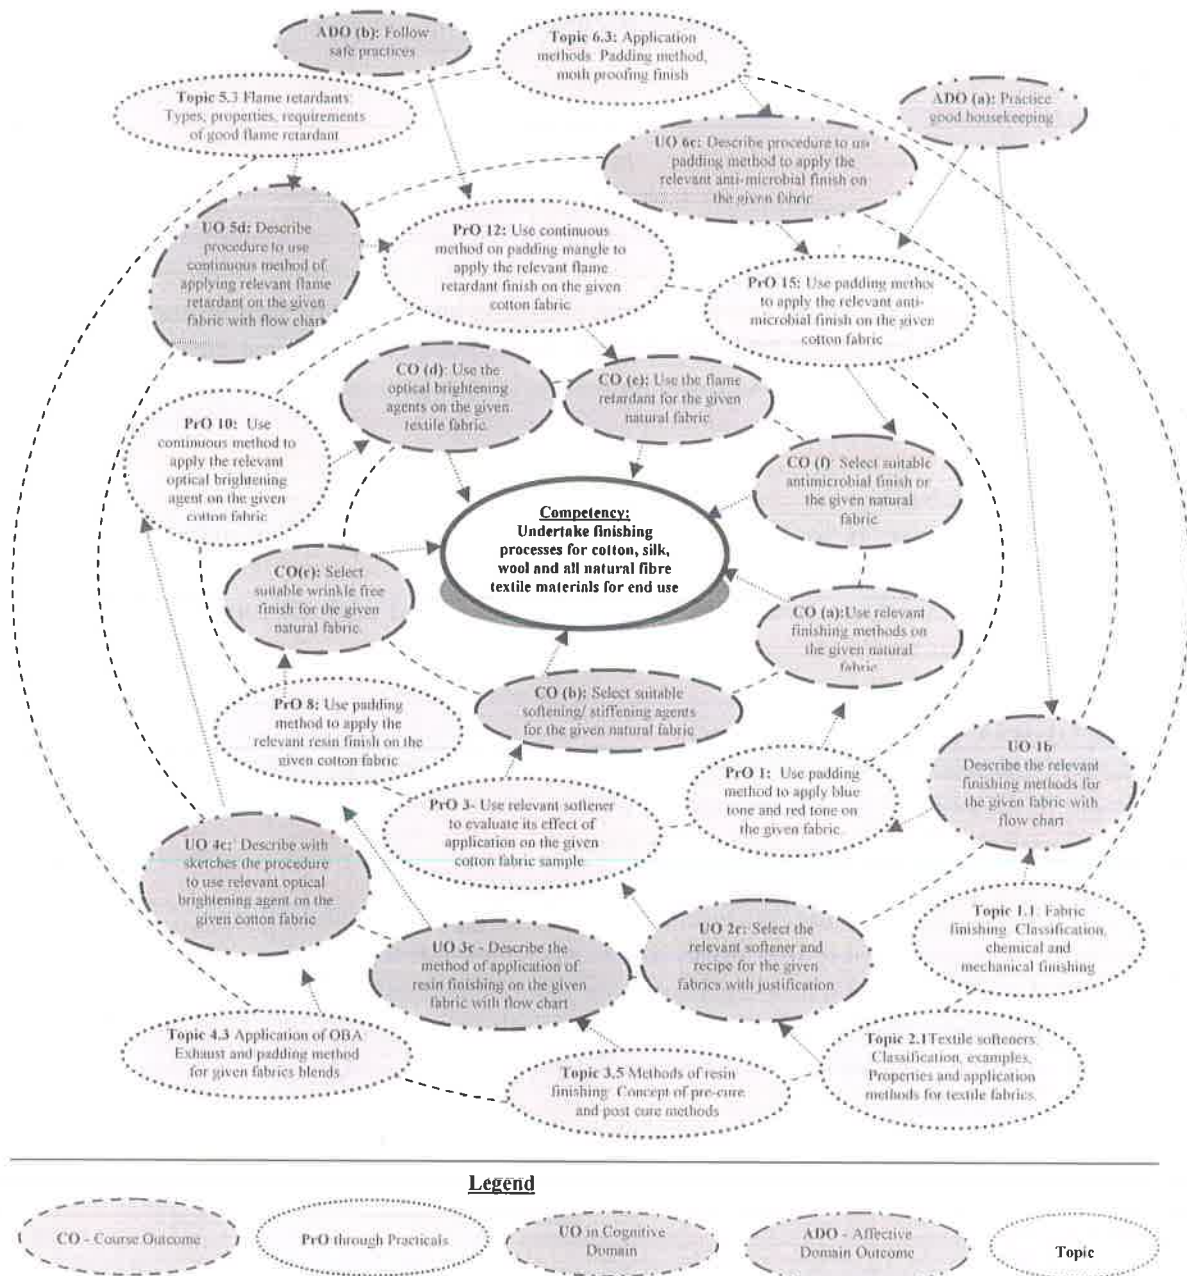 ADO (b): Follow
safe practices
Topic 6.3: Application
methods: Padding method,
moth proofing finish
Topic 5.3 Flame retardants:
Types, properties, requirements
of good flame retardant
ADO (a): Practice
good housekeeping
UO 6c: Describe procedure to use
padding method to apply the
relevant anti-microbial finish on
the given fabric
UO 5d: Describe
procedure to use
continuous method of
applying relevant flame
retardant on the given
fabric with flow chart
PrO 12: Use continuous
method on padding mangle to
apply the relevant flame
retardant finish on the given
cotton fabric
PrO 15: Use padding method
to apply the relevant anti-
microbial finish on the given
cotton fabric
CO (d): Use the
optical brightening
agents on the given
textile fabric.
CO (e): Use the flame
retardant for the given
natural fabric.
PrO 10: Use
continuous method to
apply the relevant
optical brightening
agent on the given
cotton fabric
CO (f): Select suitable
antimicrobial finish or
the given natural
fabric.
Competency:
Undertake finishing
processes for cotton, silk,
wool and all natural fibre
textile materials for end use
CO(c): Select
suitable wrinkle free
finish for the given
natural fabric.
CO (a):Use relevant
finishing methods on
the given natural
fabric.
CO (b): Select suitable
softening/ stiffening agents
for the given natural fabric
PrO 8: Use padding
method to apply the
relevant resin finish on the
given cotton fabric
PrO 1: Use padding
method to apply blue
tone and red tone on
the given fabric.
UO 1b
Describe the relevant
finishing methods for
the given fabric with
flow chart
PrO 3- Use relevant softener
to evaluate its effect of
application on the given
cotton fabric sample
UO 4c: Describe with
sketches the procedure
to use relevant optical
brightening agent on the
given cotton fabric
UO 3c - Describe the
method of application of
resin finishing on the given
fabric with flow chart
UO 2c: Select the
relevant softener and
recipe for the given
fabrics with justification
Topic 1.1: Fabric
finishing: Classification,
chemical and
mechanical finishing
Topic 4.3 Application of OBA:
Exhaust and padding method
for given fabrics blends
Topic 3.5 Methods of resin
finishing: Concept of pre-cure
and post cure methods
Topic 2.1Textile softeners:
Classification, examples,
Properties and application
methods for textile fabrics.
Legend
CO - Course Outcome
PrO through Practicals
UO in Cognitive
Domain
ADO - Affective
Domain Outcome
Topic